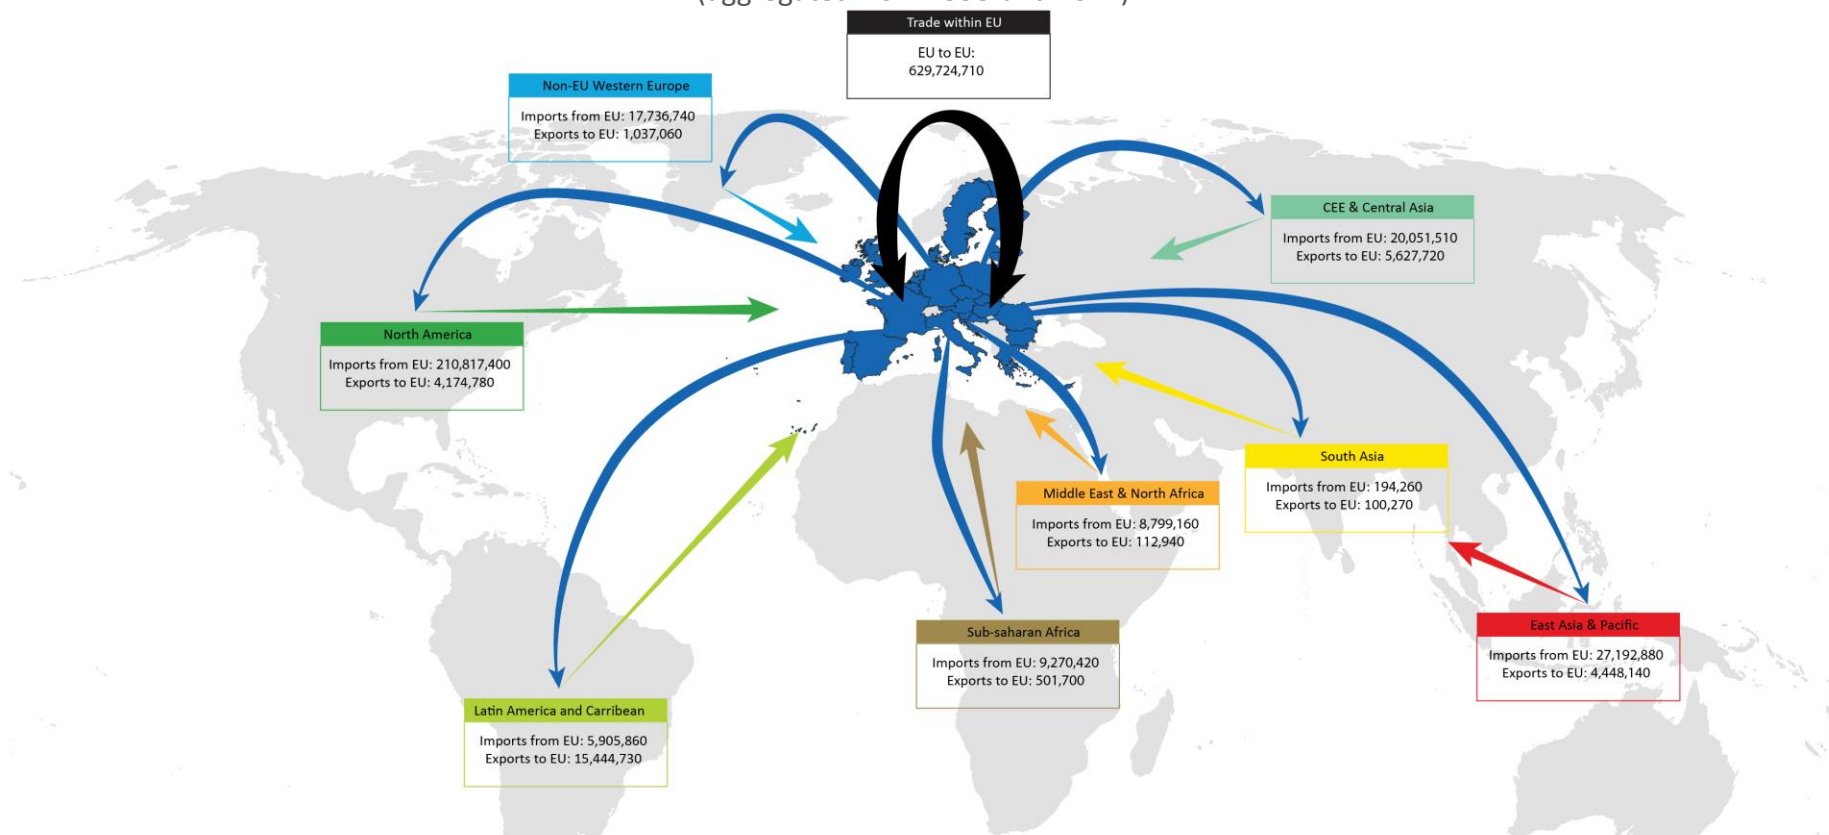 Trade within EU
EU to EU:
629,724,710
Non-EU Western Europe
Imports from EU: 17,736,740
Exports to EU: 1,037,060
CEE & Central Asia
Imports from EU: 20,051,510
Exports to EU: 5,627,720
North America
Imports from EU: 210,817,400
Exports to EU: 4,174,780
South Asia
Imports from EU: 194,260
Exports to EU: 100,270
Middle East & North Africa
Imports from EU: 8,799,160
Exports to EU: 112,940
Sub-saharan Africa
Imports from EU: 9,270,420
Exports to EU: 501,700
East Asia & Pacific
Imports from EU: 27,192,880
Exports to EU: 4,448,140
Latin America and Carribean
Imports from EU: 5,905,860
Exports to EU: 15,444,730